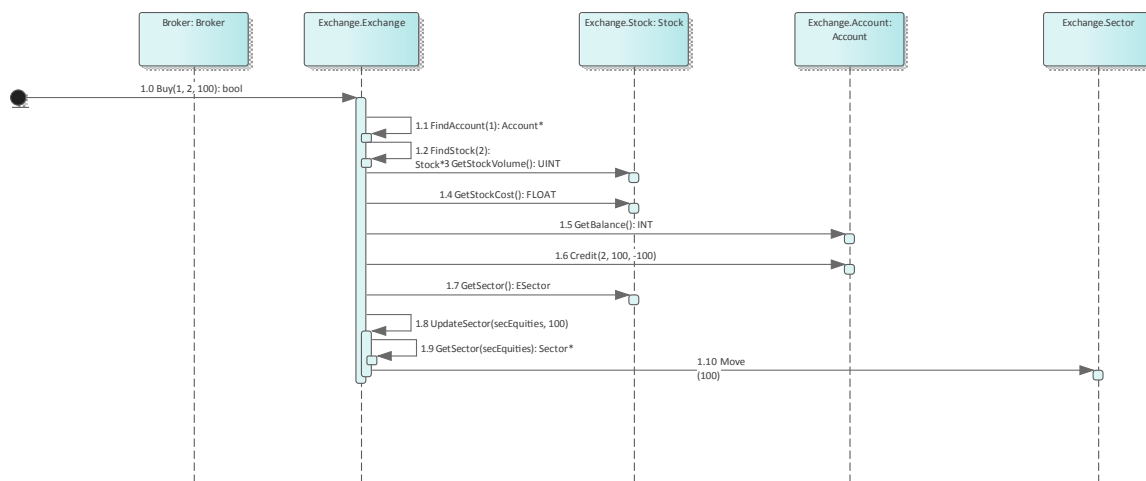 Broker: Broker
Exchange.Exchange
Exchange.Stock: Stock
Exchange.Account:
Account
Exchange.Sector
1.0 Buy(1, 2, 100): bool
1.1 FindAccount(1): Account*
1.2 FindStock(2):
Stock*3 GetStockVolume(): UINT
1.4 GetStockCost(): FLOAT
1.5 GetBalance(): INT
1.6 Credit(2, 100, -100)
1.7 GetSector(): ESector
1.8 UpdateSector(secEquities, 100)
1.9 GetSector(secEquities): Sector*
1.10 Move
(100)